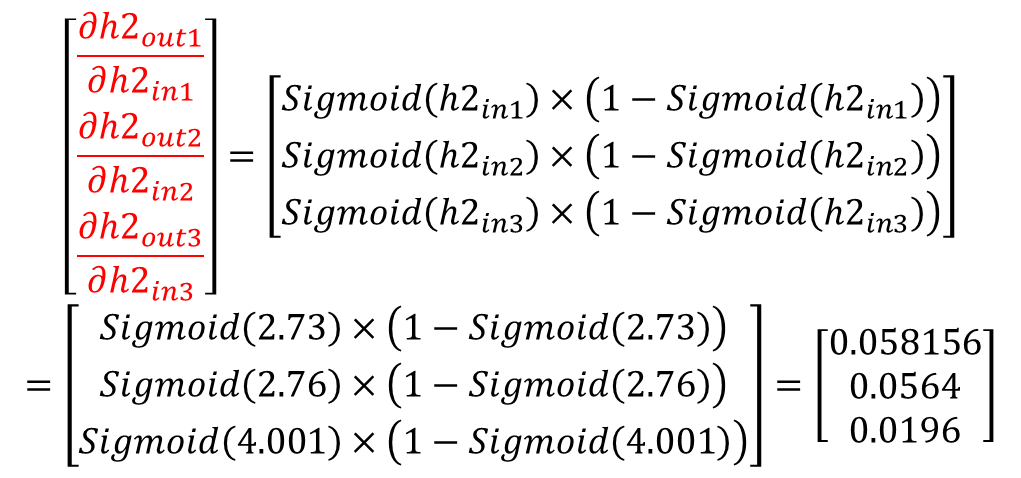 [∂h2_out1/∂h2_in1] = [Sigmoid(h2_in1) × (1 − Sigmoid(h2_in1))]
[∂h2_out2/∂h2_in2] = [Sigmoid(h2_in2) × (1 − Sigmoid(h2_in2))]
[∂h2_out3/∂h2_in3] = [Sigmoid(h2_in3) × (1 − Sigmoid(h2_in3))]
= [Sigmoid(2.73) × (1 − Sigmoid(2.73))] = [0.058156]
[Sigmoid(2.76) × (1 − Sigmoid(2.76))] [0.0564]
[Sigmoid(4.001) × (1 − Sigmoid(4.001))] [0.0196]